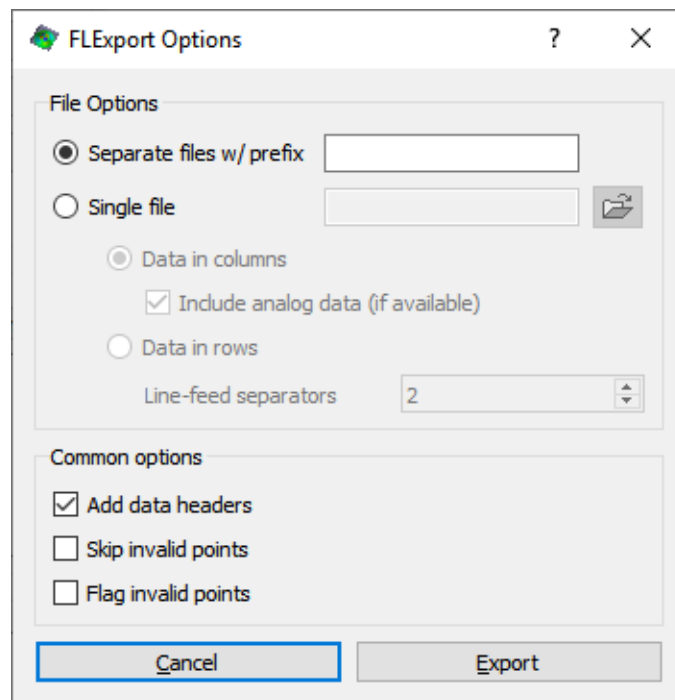 FLExport Options
?
File Options
Separate files w/ prefix
Single file
Data in columns
Include analog data (if available)
Data in rows
Line-feed separators 2
Common options
Add data headers
Skip invalid points
Flag invalid points
Cancel Export